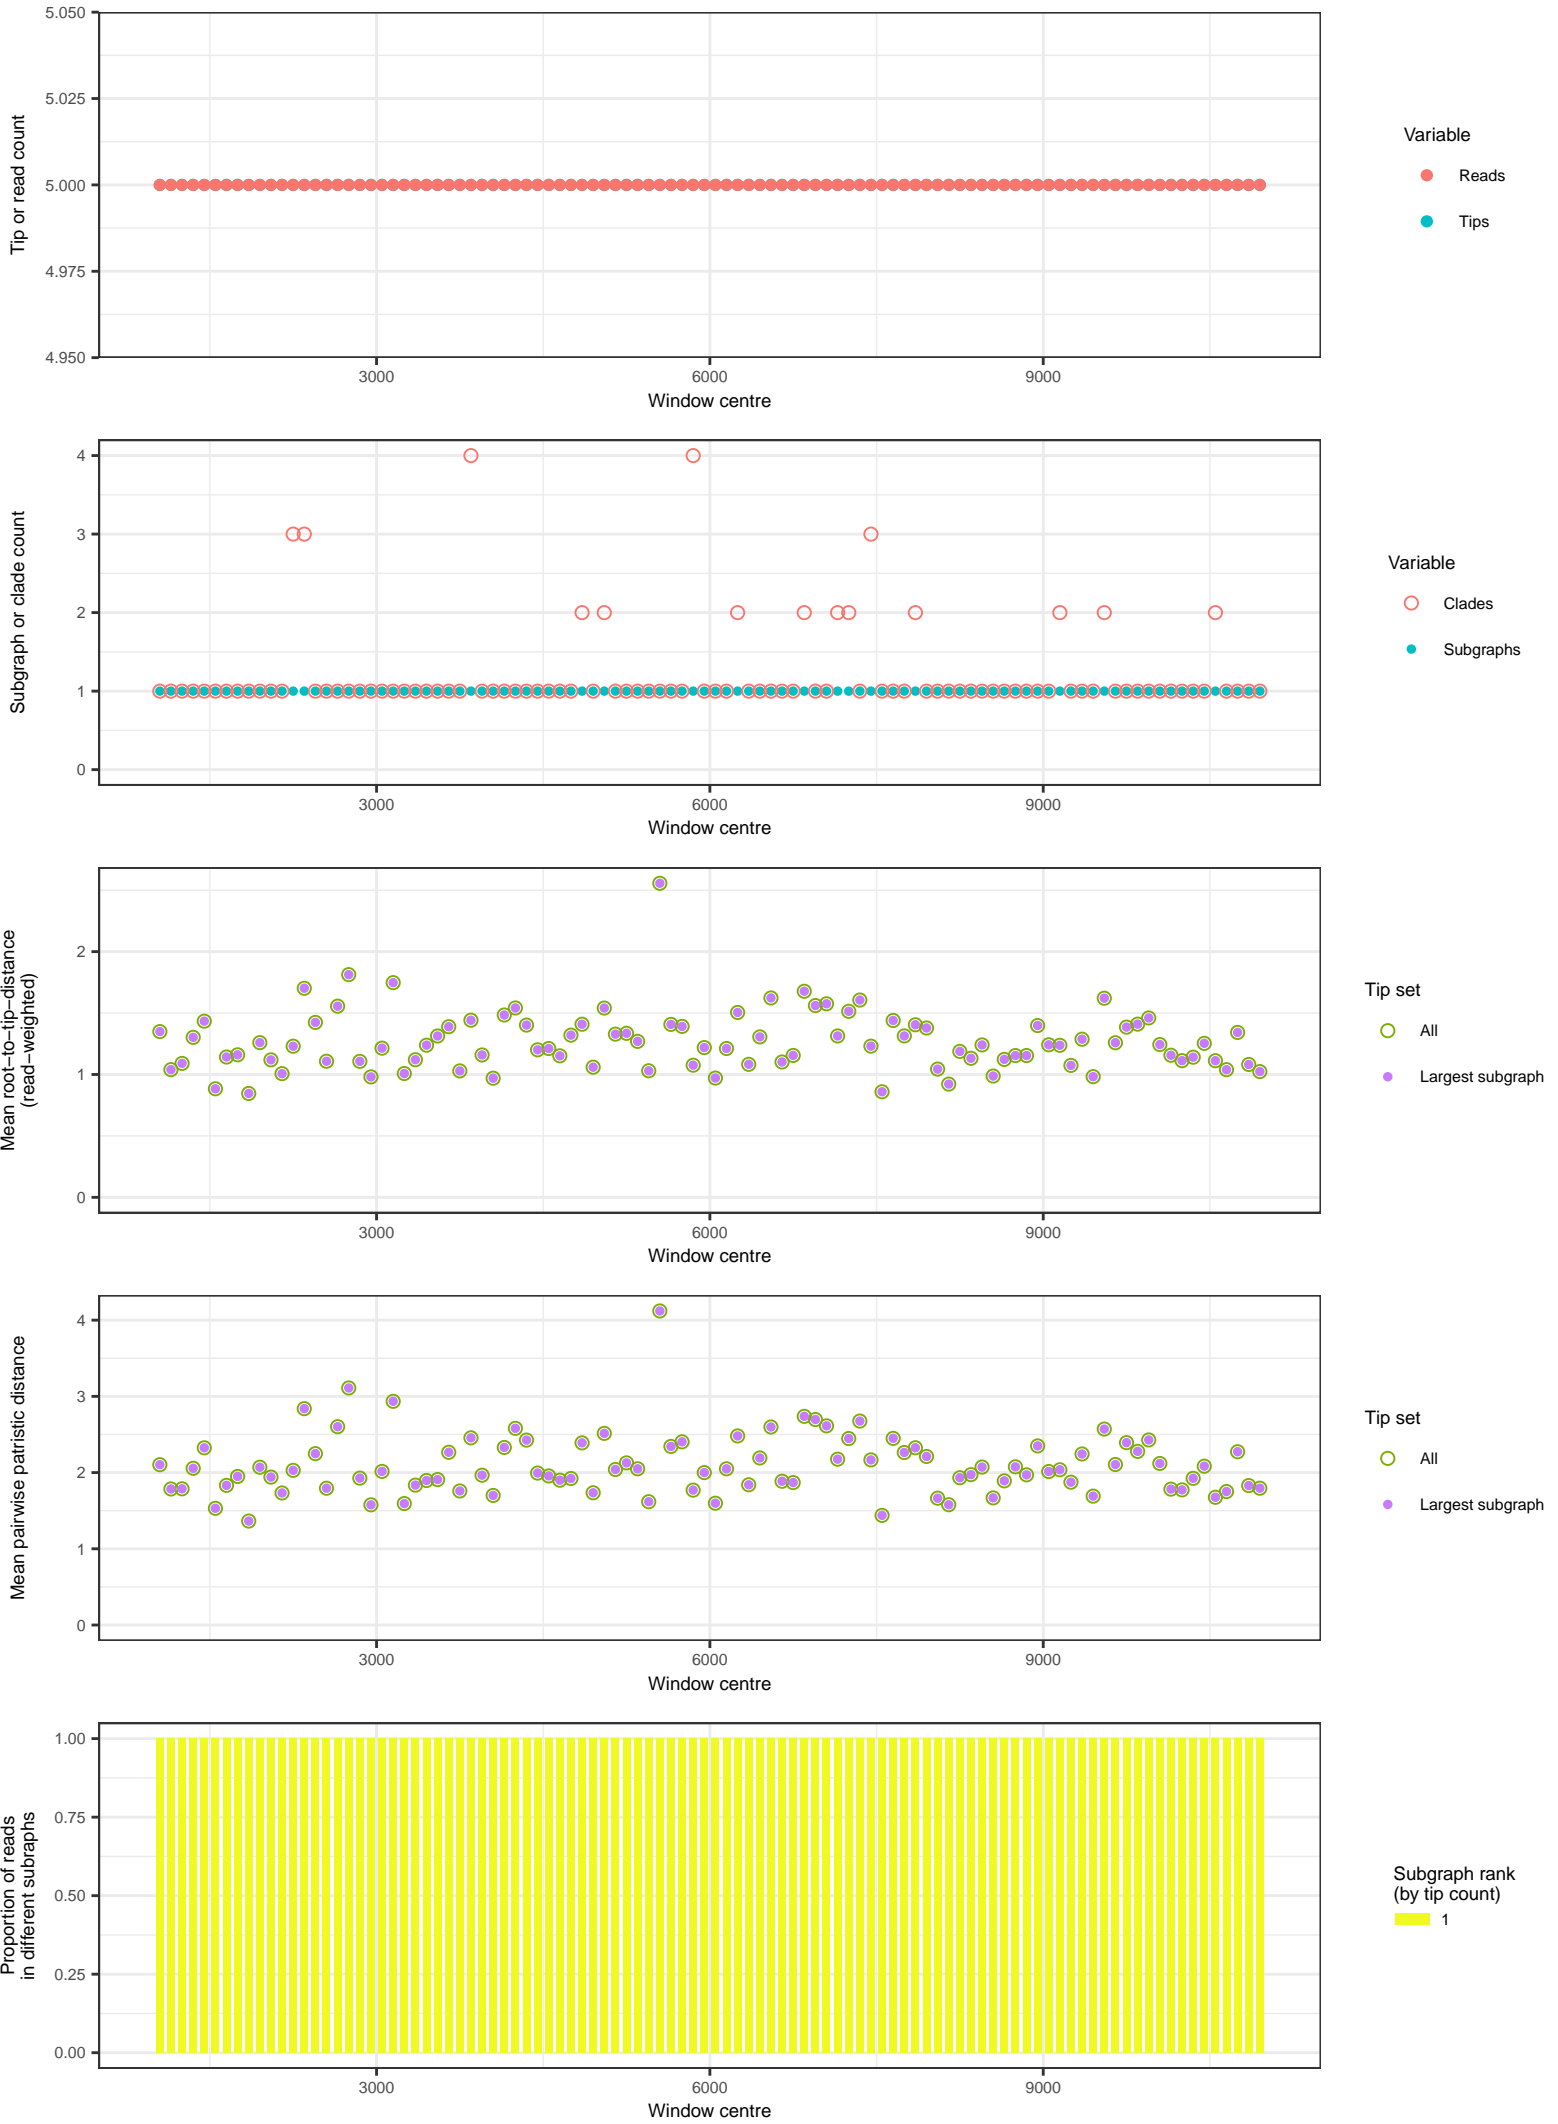 5.050
5.025
5.000
4.975
4.950
Tip or read count
3000
6000
9000
Window centre
Variable
Reads
Tips
4
3
2
1
0
Subgraph or clade count
3000
6000
9000
Window centre
Variable
Clades
Subgraphs
2
1
0
Mean root−to−tip−distance
(read−weighted)
3000
6000
9000
Window centre
Tip set
All
Largest subgraph
4
3
2
1
0
Mean pairwise patristic distance
3000
6000
9000
Window centre
Tip set
All
Largest subgraph
1.00
0.75
0.50
0.25
0.00
Proportion of reads
in different subraphs
3000
6000
9000
Window centre
Subgraph rank
(by tip count)
1